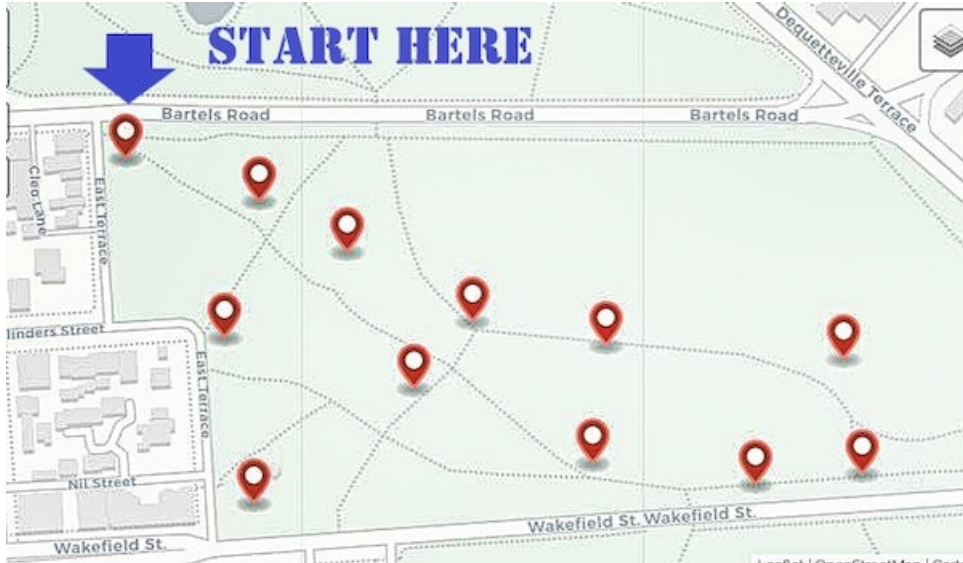 START HERE
Dequetteville Terrace
Bartels Road
Bartels Road
Bartels Road
Cleo Lane
East Terrace
linders Street
East Terrace
Nil Street
Wakefield St. Wakefield St.
Wakefield St.